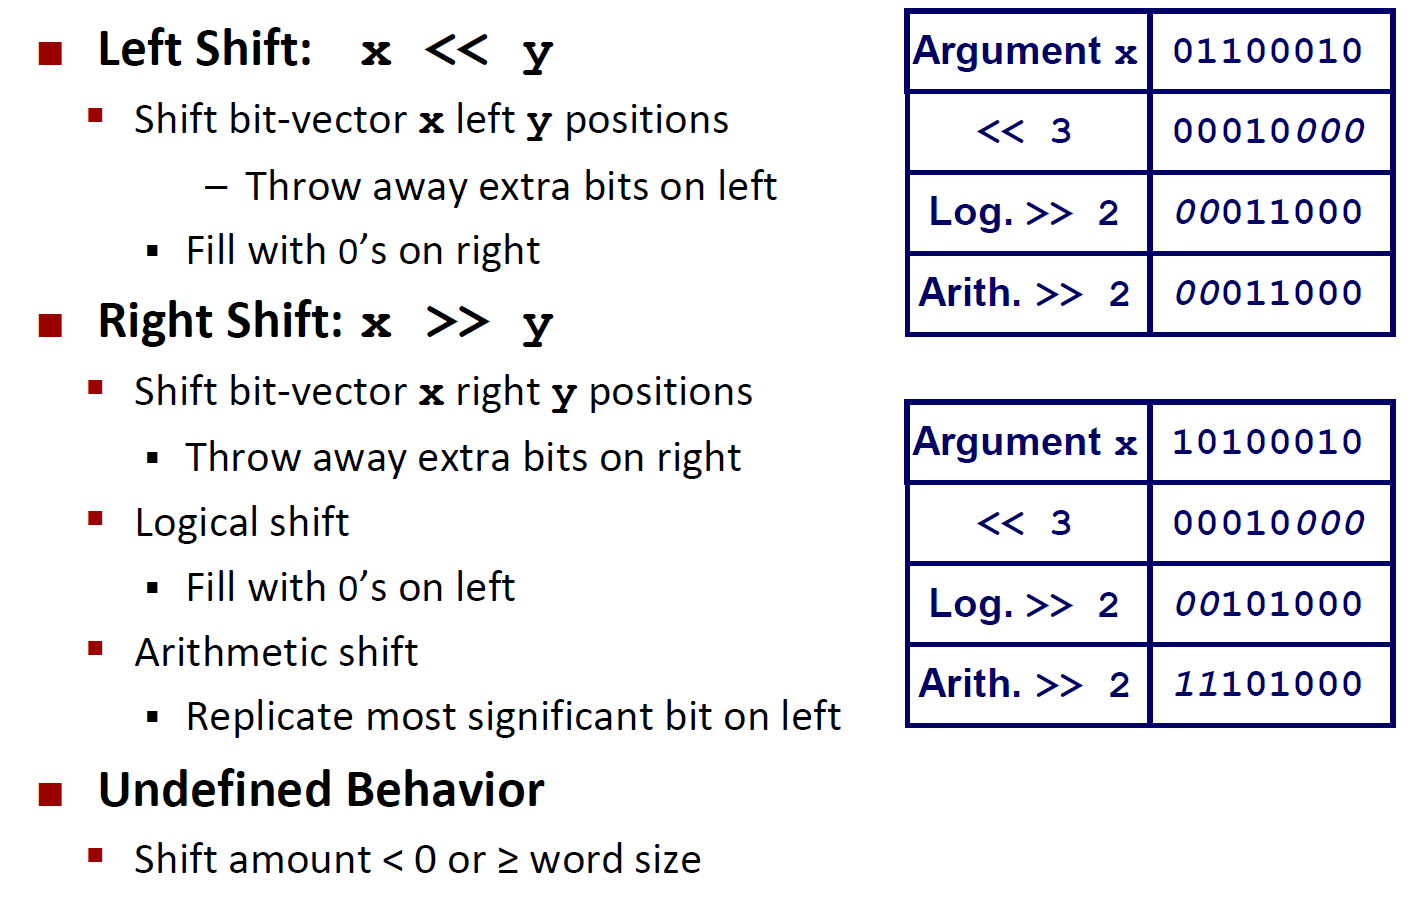 Left Shift: x << y
Shift bit-vector x left y positions
– Throw away extra bits on left
Fill with 0’s on right
Right Shift: x >> y
Shift bit-vector x right y positions
Throw away extra bits on right
Logical shift
Fill with 0’s on left
Arithmetic shift
Replicate most significant bit on left
Undefined Behavior
Shift amount < 0 or ≥ word size
Argument x 01100010
<< 3 00010000
Log. >> 2 00011000
Arith. >> 2 00011000
Argument x 10100010
<< 3 00010000
Log. >> 2 00101000
Arith. >> 2 11101000